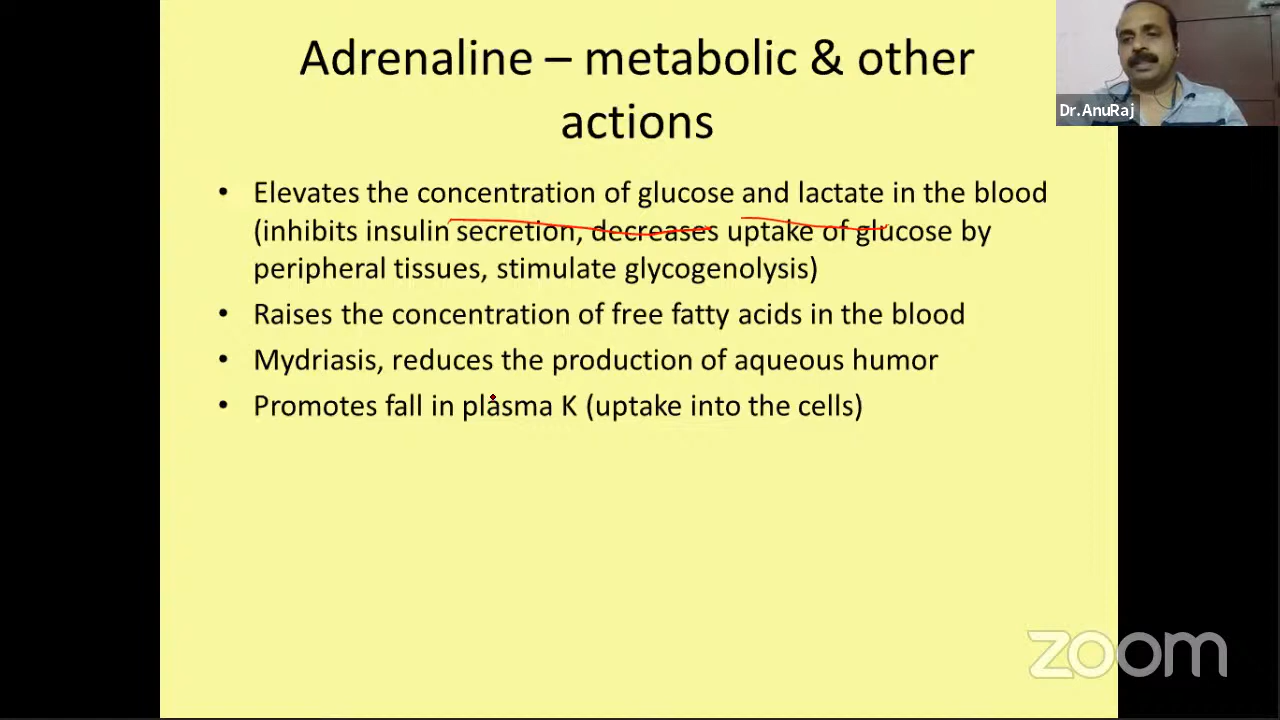 Adrenaline – metabolic & other
actions
Dr.AnuRaj
• Elevates the concentration of glucose and lactate in the blood
(inhibits insulin secretion, decreases uptake of glucose by
peripheral tissues, stimulate glycogenolysis)
• Raises the concentration of free fatty acids in the blood
• Mydriasis, reduces the production of aqueous humor
• Promotes fall in plasma K (uptake into the cells)
zoom